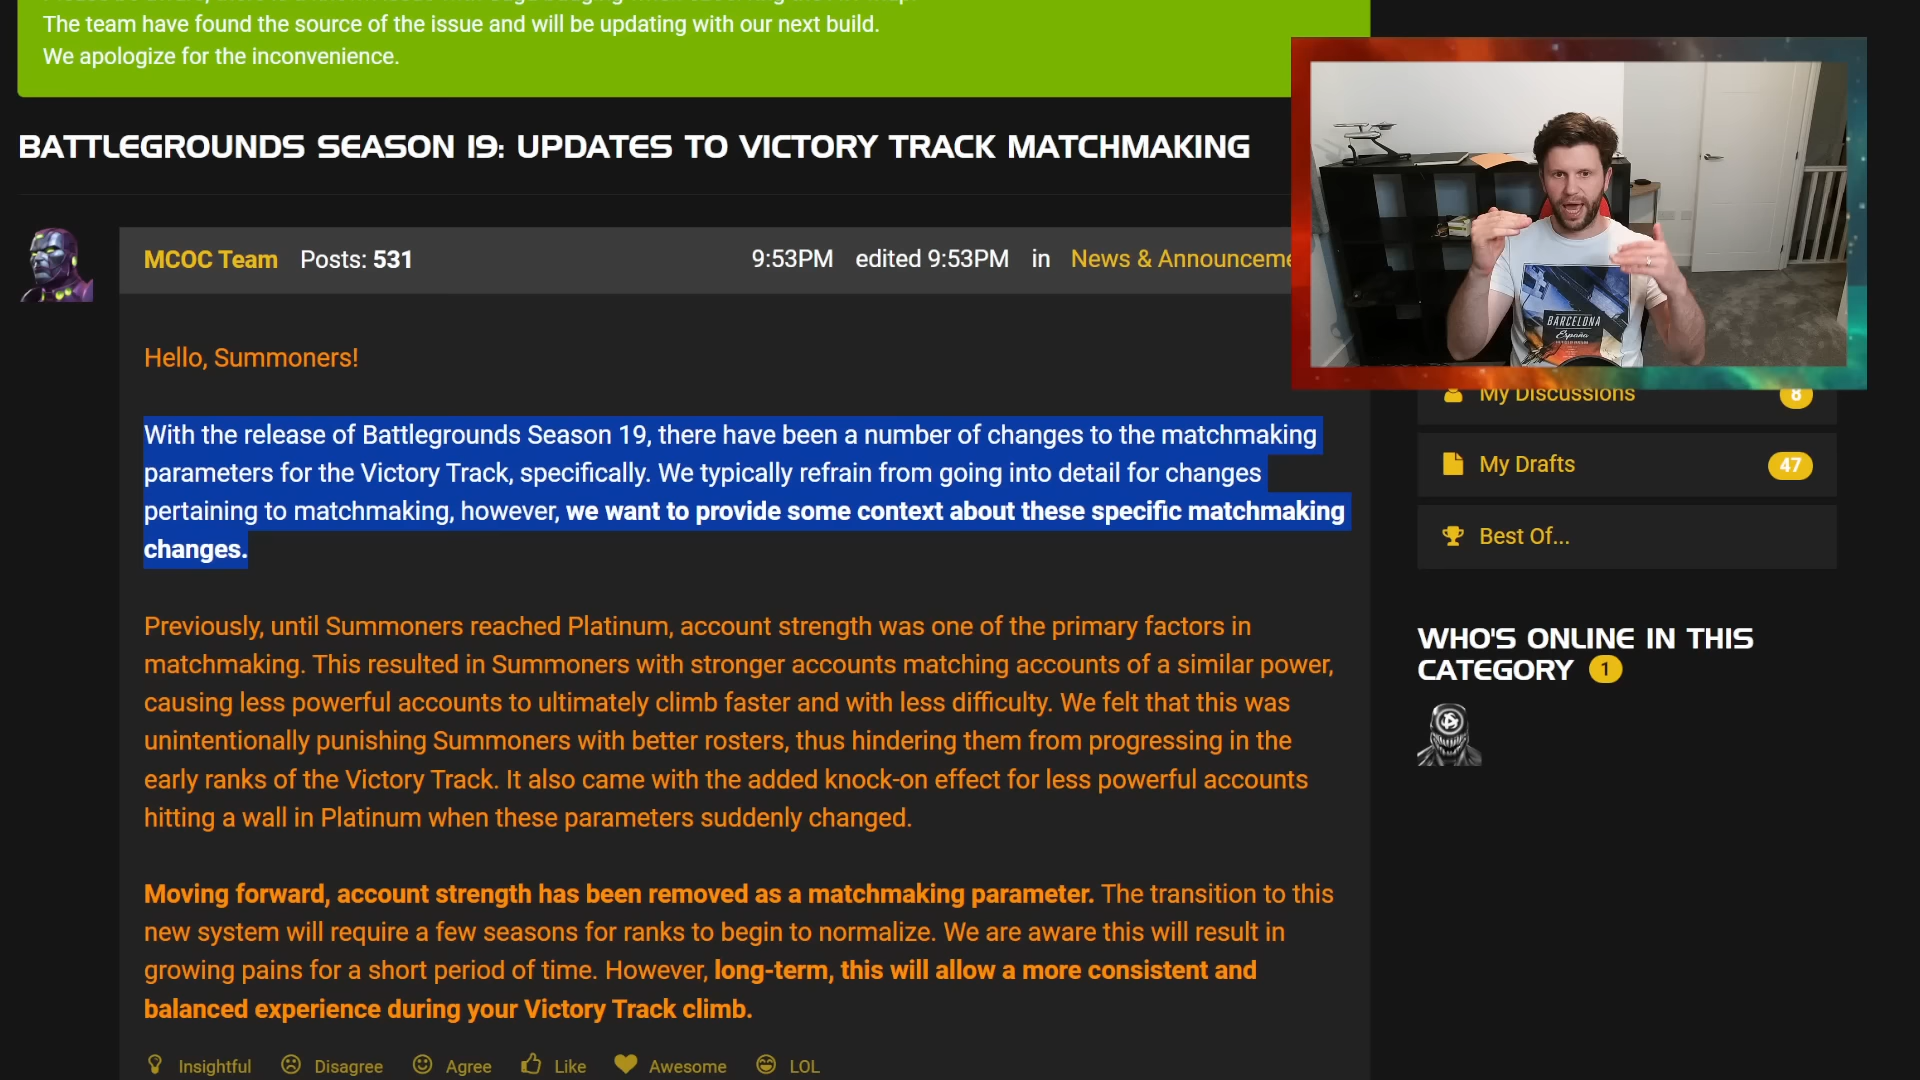 The team have found the source of the issue and will be updating with our next build.
We apologize for the inconvenience.
BATTLEGROUNDS SEASON 19: UPDATES TO VICTORY TRACK MATCHMAKING
MCOC Team Posts: 531 9:53PM edited 9:53PM in News & Announceme
Hello, Summoners!
With the release of Battlegrounds Season 19, there have been a number of changes to the matchmaking
parameters for the Victory Track, specifically. We typically refrain from going into detail for changes
pertaining to matchmaking, however, we want to provide some context about these specific matchmaking
changes.
Previously, until Summoners reached Platinum, account strength was one of the primary factors in
matchmaking. This resulted in Summoners with stronger accounts matching accounts of a similar power,
causing less powerful accounts to ultimately climb faster and with less difficulty. We felt that this was
unintentionally punishing Summoners with better rosters, thus hindering them from progressing in the
early ranks of the Victory Track. It also came with the added knock-on effect for less powerful accounts
hitting a wall in Platinum when these parameters suddenly changed.
Moving forward, account strength has been removed as a matchmaking parameter. The transition to this
new system will require a few seasons for ranks to begin to normalize. We are aware this will result in
growing pains for a short period of time. However, long-term, this will allow a more consistent and
balanced experience during your Victory Track climb.
Insightful Disagree Agree Like Awesome LOL
BARCELONA
España
My Discussions 8
My Drafts 47
Best Of...
WHO'S ONLINE IN THIS
CATEGORY 1